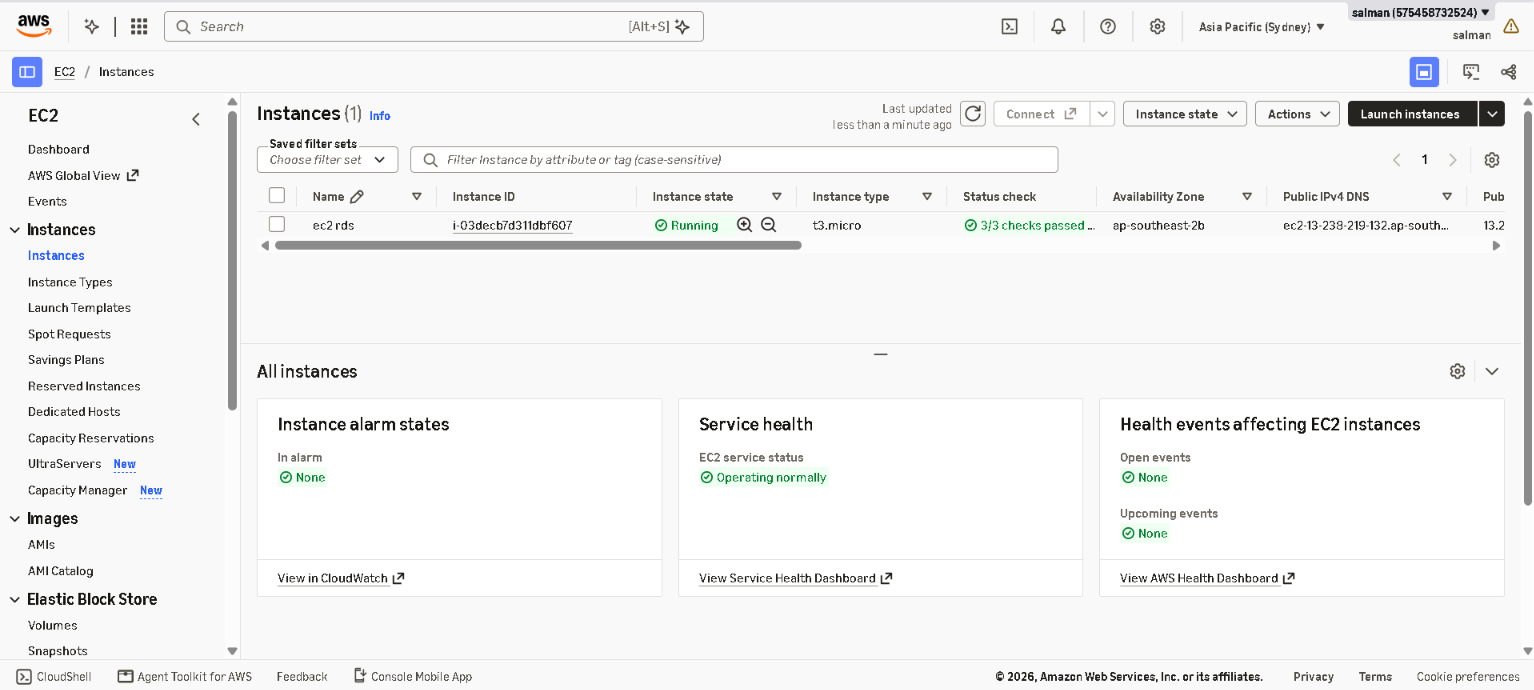 aws
Search [Alt+S]
Asia Pacific (Sydney)
salman (575458732524)
salman
EC2 / Instances
EC2
Dashboard
AWS Global View
Events
Instances
Instances
Instance Types
Launch Templates
Spot Requests
Savings Plans
Reserved Instances
Dedicated Hosts
Capacity Reservations
UltraServers New
Capacity Manager New
Images
AMIs
AMI Catalog
Elastic Block Store
Volumes
Snapshots
Instances (1) Info
Last updated
less than a minute ago
Connect
Instance state
Actions
Launch instances
Saved filter sets
Choose filter set
Filter Instance by attribute or tag (case-sensitive)
1
Name Instance ID Instance state Instance type Status check Availability Zone Public IPv4 DNS Pub
ec2 rds i-03decb7d311dbf607 Running t3.micro 3/3 checks passed ... ap-southeast-2b ec2-13-238-219-132.ap-south... 13.2
All instances
Instance alarm states
In alarm
None
View in CloudWatch
Service health
EC2 service status
Operating normally
View Service Health Dashboard
Health events affecting EC2 instances
Open events
None
Upcoming events
None
View AWS Health Dashboard
CloudShell Agent Toolkit for AWS Feedback Console Mobile App
© 2026, Amazon Web Services, Inc. or its affiliates. Privacy Terms Cookie preferences